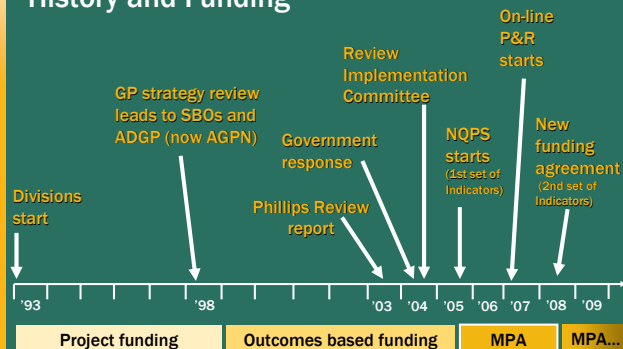 History and Funding
On-line
P&R
starts
Review
Implementation
Committee
GP strategy review
leads to SBOs and
ADGP (now AGPN)
Government
response
NQPS
starts
(1st set of
Indicators)
New
funding
agreement
(2nd set of
Indicators)
Divisions
start
Phillips Review
report
'93
'98
'03
'04
'05
'06
'07
'08
'09
Project funding
Outcomes based funding
MPA
MPA...